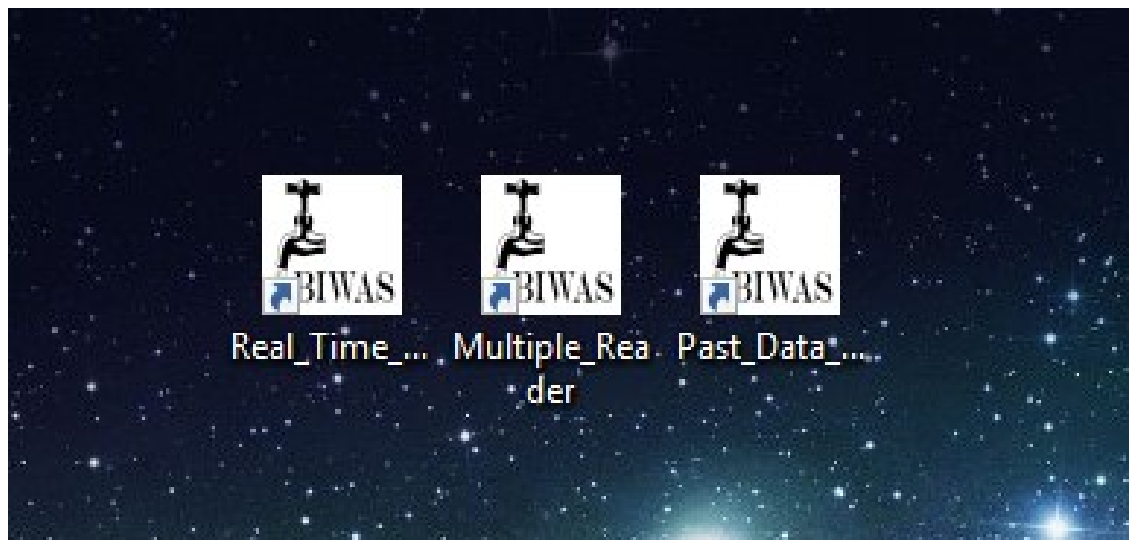 BIWAS
BIWAS
BIWAS
Real_Time_...
Multiple_Rea
der
Past_Data_...